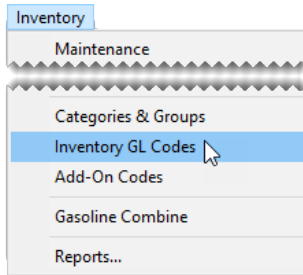 Inventory
Maintenance
Categories & Groups
Inventory GL Codes
Add-On Codes
Gasoline Combine
Reports...